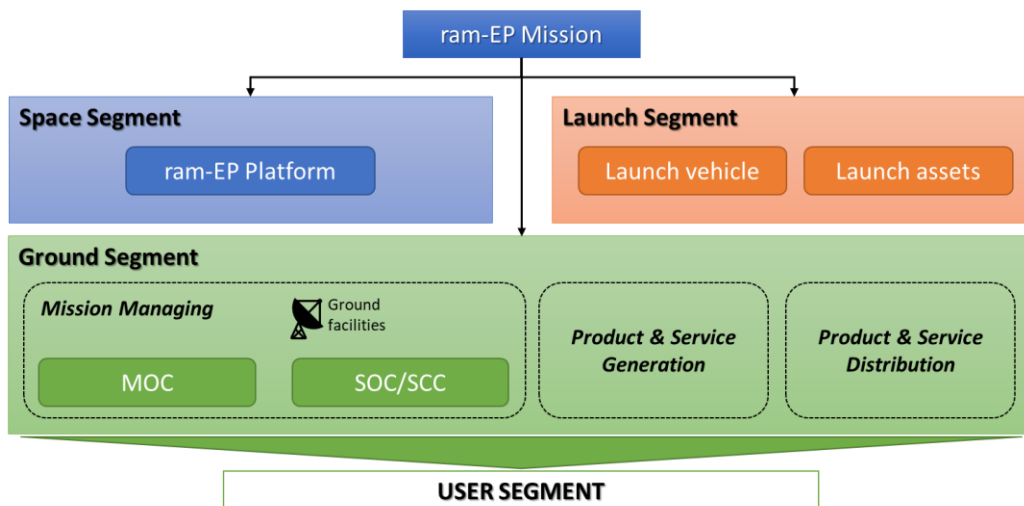 ram-EP Mission
Space Segment
ram-EP Platform
Launch Segment
Launch vehicle
Launch assets
Ground Segment
Mission Managing
Ground
facilities
MOC
SOC/SCC
Product & Service
Generation
Product & Service
Distribution
USER SEGMENT